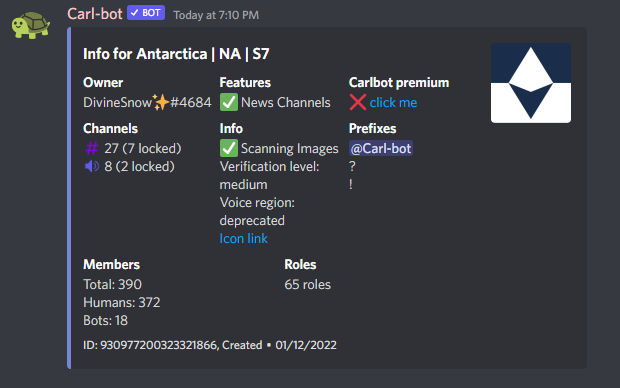 Carl-bot ✓ BOT Today at 7:10 PM
Info for Antarctica | NA | S7
Owner Features Carlbot premium
DivineSnow✨#4684 ✅ News Channels ❌ click me
Channels Info Prefixes
# 27 (7 locked) ✅ Scanning Images @Carl-bot
🔊 8 (2 locked) Verification level: ?
medium !
Voice region:
deprecated
Icon link
Members Roles
Total: 390 65 roles
Humans: 372
Bots: 18
ID: 930977200323321866, Created • 01/12/2022